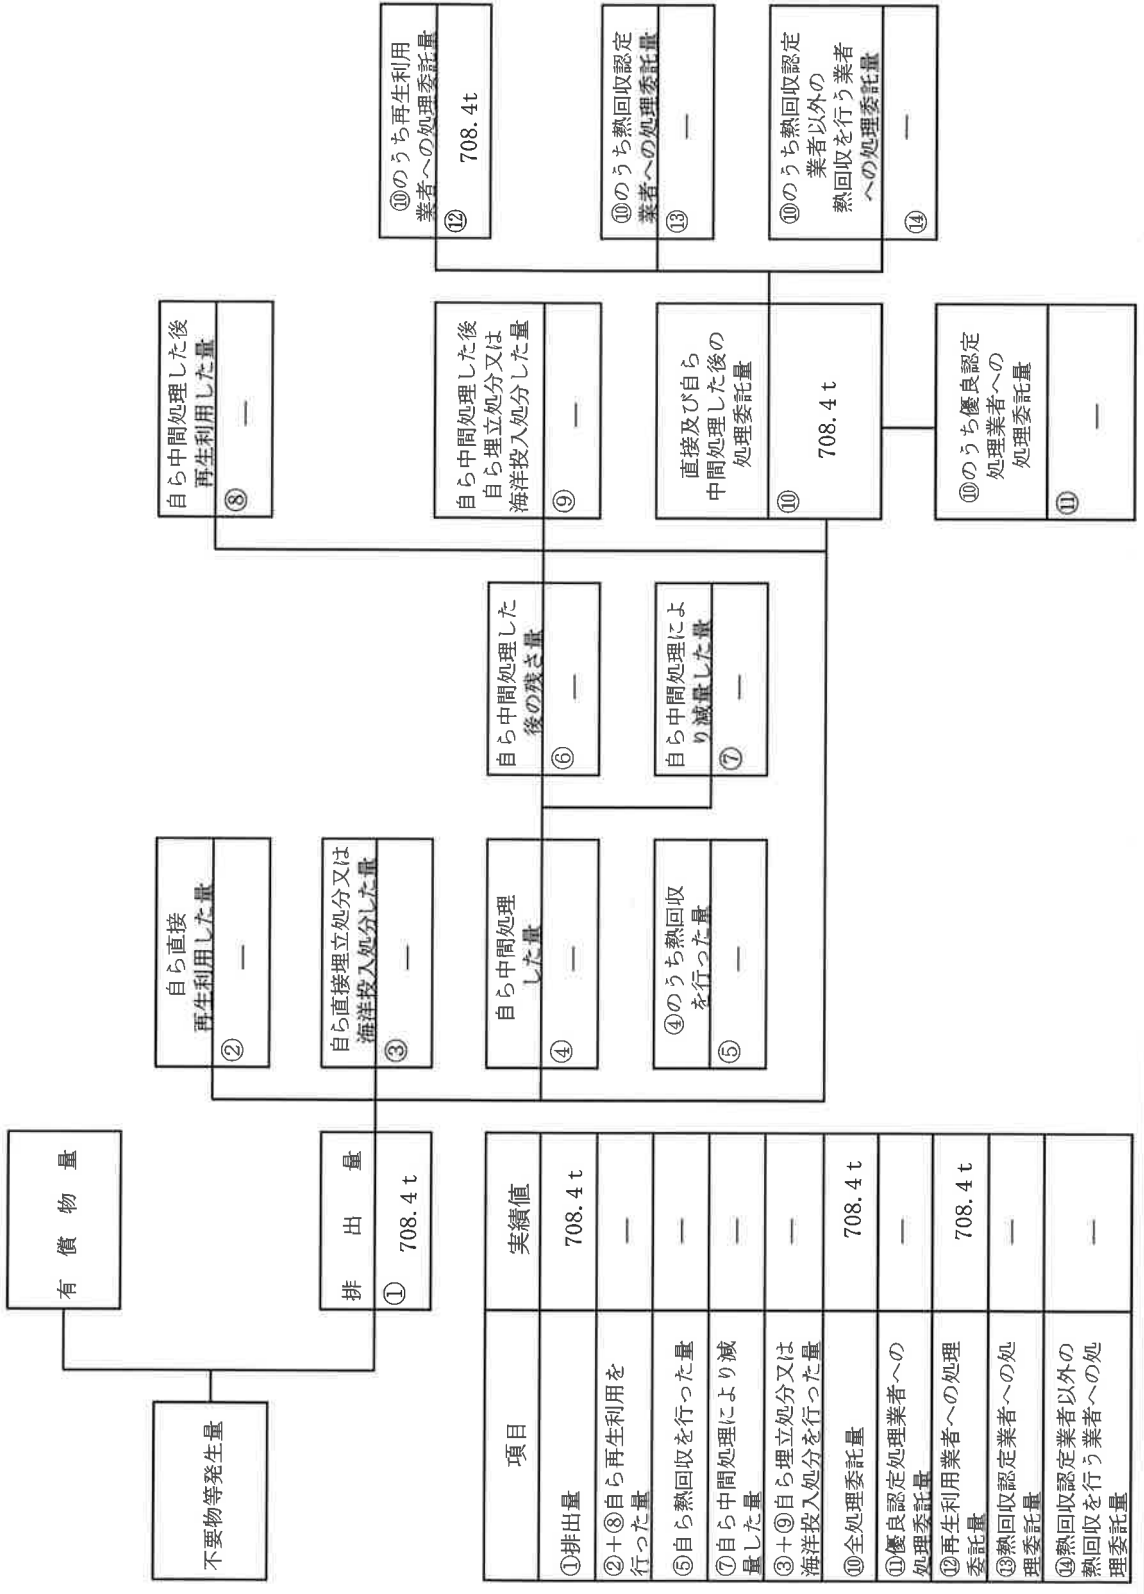 不要物等発生量
有償物量
排出量
① 708.4t
自ら直接
再生利用した量
② —
自ら直接埋立処分又は
海洋投入処分した量
③ —
自ら中間処理
した量
④ —
④のうち熱回収
を行った量
⑤ —
自ら中間処理した
後の残さ量
⑥ —
自ら中間処理によ
り減量した量
⑦ —
自ら中間処理した後
再生利用した量
⑧ —
自ら中間処理した後
自ら埋立処分又は
海洋投入処分した量
⑨ —
直接及び自ら
中間処理した後の
処理委託量
⑩ 708.4t
⑩のうち優良認定
処理業者への
処理委託量
⑪ —
⑩のうち再生利用
業者への処理委託量
⑫ 708.4t
⑩のうち熱回収認定
業者への処理委託量
⑬ —
⑩のうち熱回収認定
業者以外の
熱回収を行う業者
への処理委託量
⑭ —
項目 実績値
①排出量 708.4t
②+⑧自ら再生利用を
行った量 —
⑤自ら熱回収を行った量 —
⑦自ら中間処理により減
量した量 —
③+⑨自ら埋立処分又は
海洋投入処分を行った量 —
⑩全処理委託量 708.4t
⑪優良認定処理業者への
処理委託量 —
⑫再生利用業者への処理
委託量 708.4t
⑬熱回収認定業者への処
理委託量 —
⑭熱回収認定業者以外の
熱回収を行う業者への処
理委託量 —